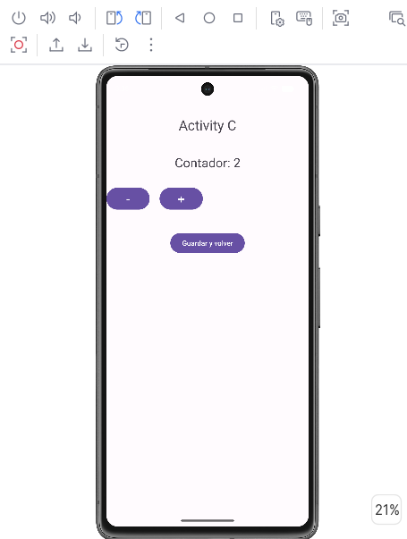 Activity C
Contador: 2
- +
Guardar y volver
21%